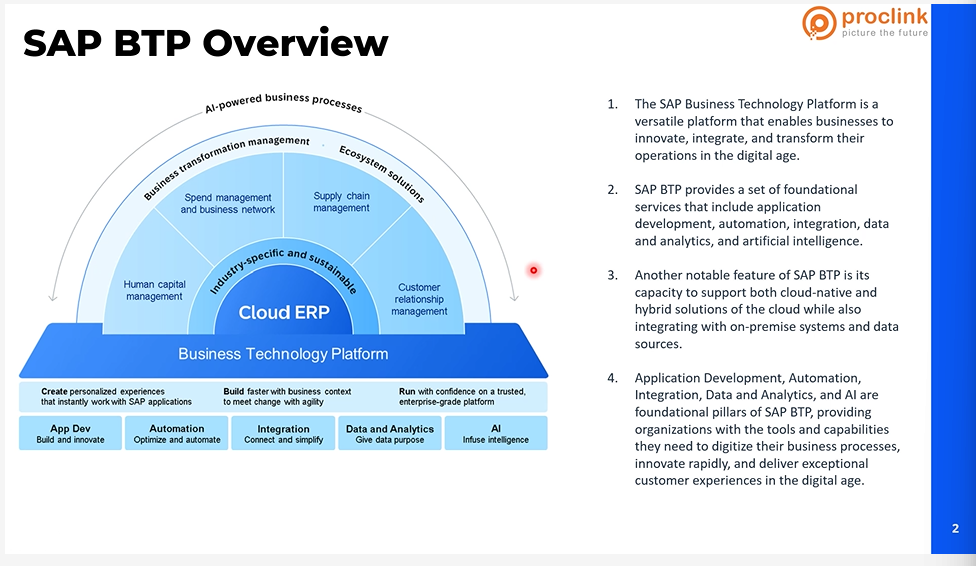 SAP BTP Overview
proclink
picture the future
AI-powered business processes
Business transformation management
Ecosystem solutions
Spend management
and business network
Supply chain
management
Human capital
management
Industry-specific and sustainable
Customer
relationship
management
Cloud ERP
Business Technology Platform
Create personalized experiences
that instantly work with SAP applications
Build faster with business context
to meet change with agility
Run with confidence on a trusted,
enterprise-grade platform
App Dev
Build and innovate
Automation
Optimize and automate
Integration
Connect and simplify
Data and Analytics
Give data purpose
AI
Infuse intelligence
1. The SAP Business Technology Platform is a
versatile platform that enables businesses to
innovate, integrate, and transform their
operations in the digital age.
2. SAP BTP provides a set of foundational
services that include application
development, automation, integration, data
and analytics, and artificial intelligence.
3. Another notable feature of SAP BTP is its
capacity to support both cloud-native and
hybrid solutions of the cloud while also
integrating with on-premise systems and data
sources.
4. Application Development, Automation,
Integration, Data and Analytics, and AI are
foundational pillars of SAP BTP, providing
organizations with the tools and capabilities
they need to digitize their business processes,
innovate rapidly, and deliver exceptional
customer experiences in the digital age.
2